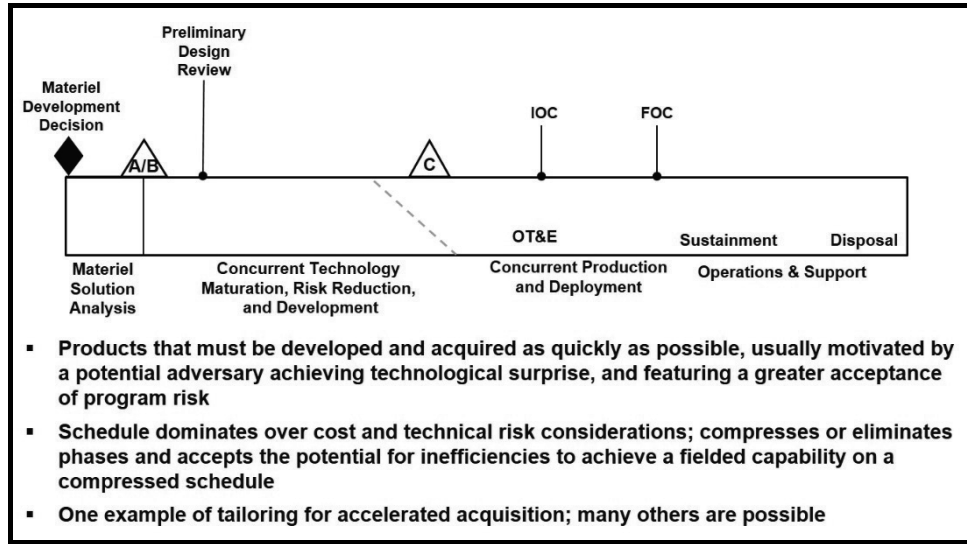 Preliminary
Design
Review
Materiel
Development
Decision
IOC
FOC
A/B
C
OT&E
Sustainment
Disposal
Materiel
Solution
Analysis
Concurrent Technology
Maturation, Risk Reduction,
and Development
Concurrent Production
and Deployment
Operations & Support
▪ Products that must be developed and acquired as quickly as possible, usually motivated by
a potential adversary achieving technological surprise, and featuring a greater acceptance
of program risk
▪ Schedule dominates over cost and technical risk considerations; compresses or eliminates
phases and accepts the potential for inefficiencies to achieve a fielded capability on a
compressed schedule
▪ One example of tailoring for accelerated acquisition; many others are possible